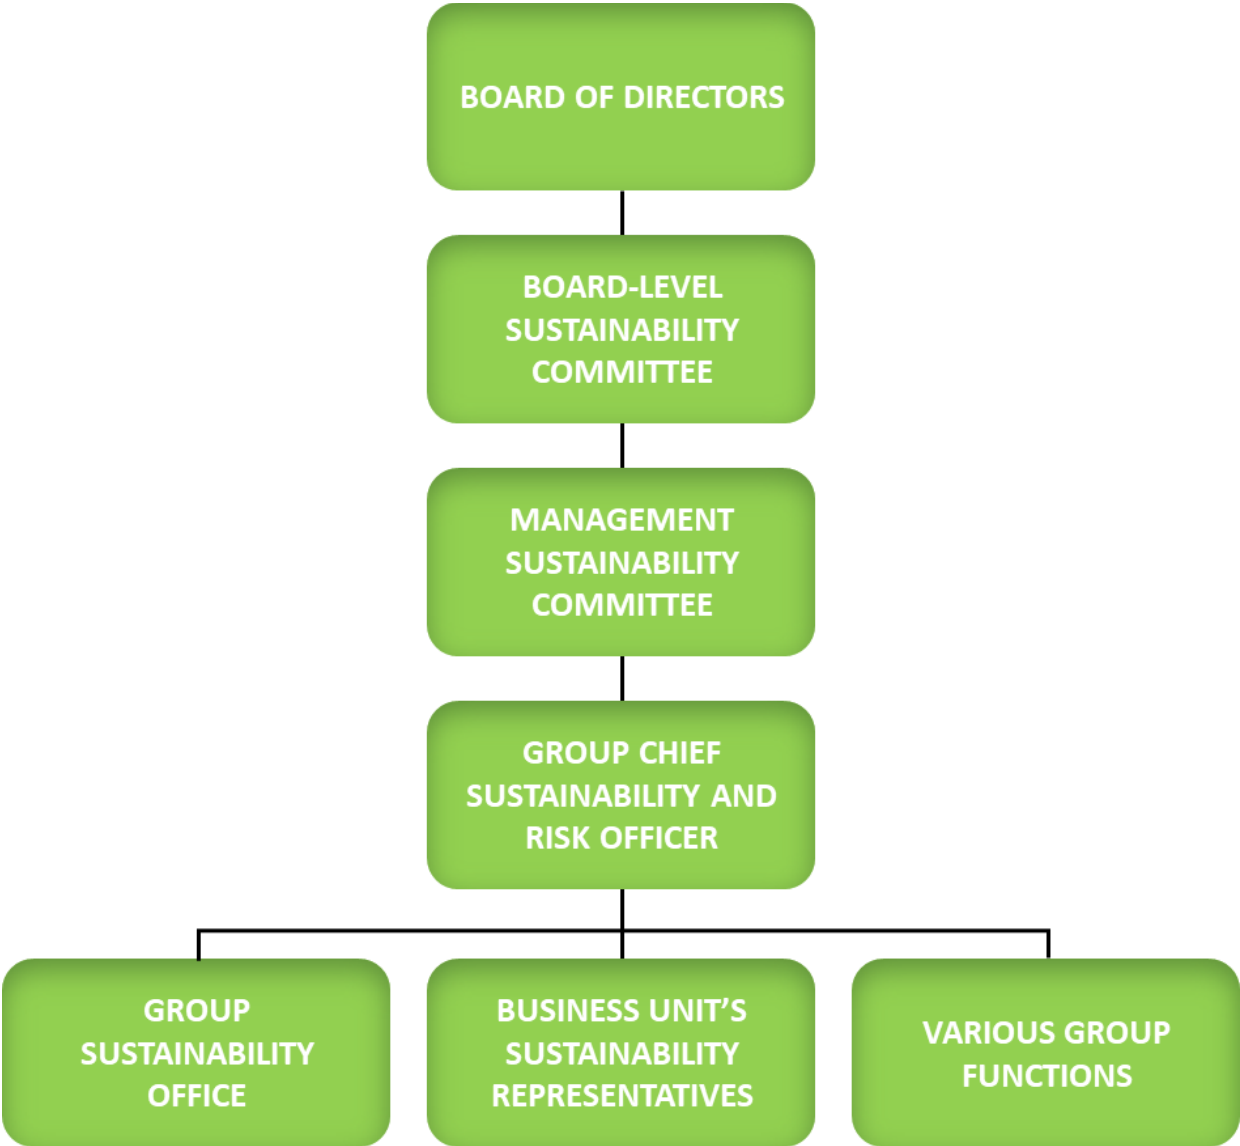 BOARD OF DIRECTORS
BOARD-LEVEL
SUSTAINABILITY
COMMITTEE
MANAGEMENT
SUSTAINABILITY
COMMITTEE
GROUP CHIEF
SUSTAINABILITY AND
RISK OFFICER
GROUP
SUSTAINABILITY
OFFICE
BUSINESS UNIT’S
SUSTAINABILITY
REPRESENTATIVES
VARIOUS GROUP
FUNCTIONS